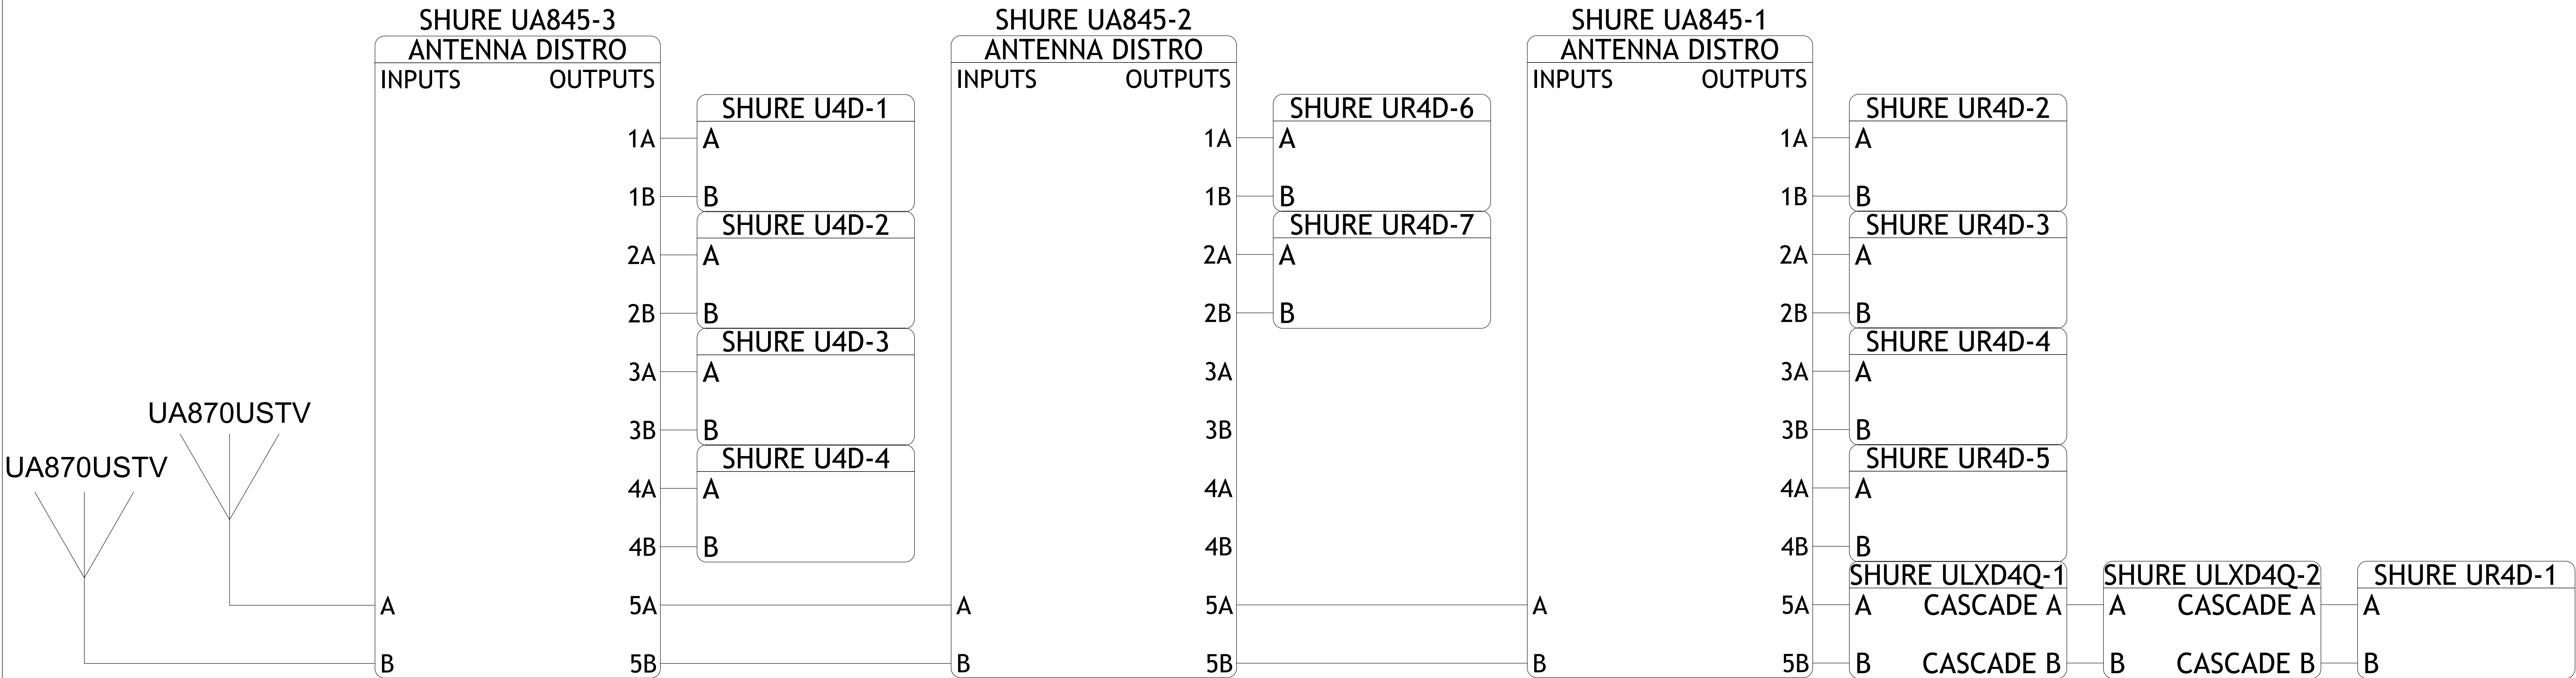 SHURE UA845-3
ANTENNA DISTRO
INPUTS OUTPUTS
1A
1B
2A
2B
3A
3B
4A
4B
A 5A
B 5B
SHURE U4D-1
A
B
SHURE U4D-2
A
B
SHURE U4D-3
A
B
SHURE U4D-4
A
B
UA870USTV
UA870USTV
SHURE UA845-2
ANTENNA DISTRO
INPUTS OUTPUTS
1A
1B
2A
2B
3A
3B
4A
4B
A 5A
B 5B
SHURE UR4D-6
A
B
SHURE UR4D-7
A
B
SHURE UA845-1
ANTENNA DISTRO
INPUTS OUTPUTS
1A
1B
2A
2B
3A
3B
4A
4B
A 5A
B 5B
SHURE UR4D-2
A
B
SHURE UR4D-3
A
B
SHURE UR4D-4
A
B
SHURE UR4D-5
A
B
SHURE ULXD4Q-1
A CASCADE A
B CASCADE B
SHURE ULXD4Q-2
A CASCADE A
B CASCADE B
SHURE UR4D-1
A
B